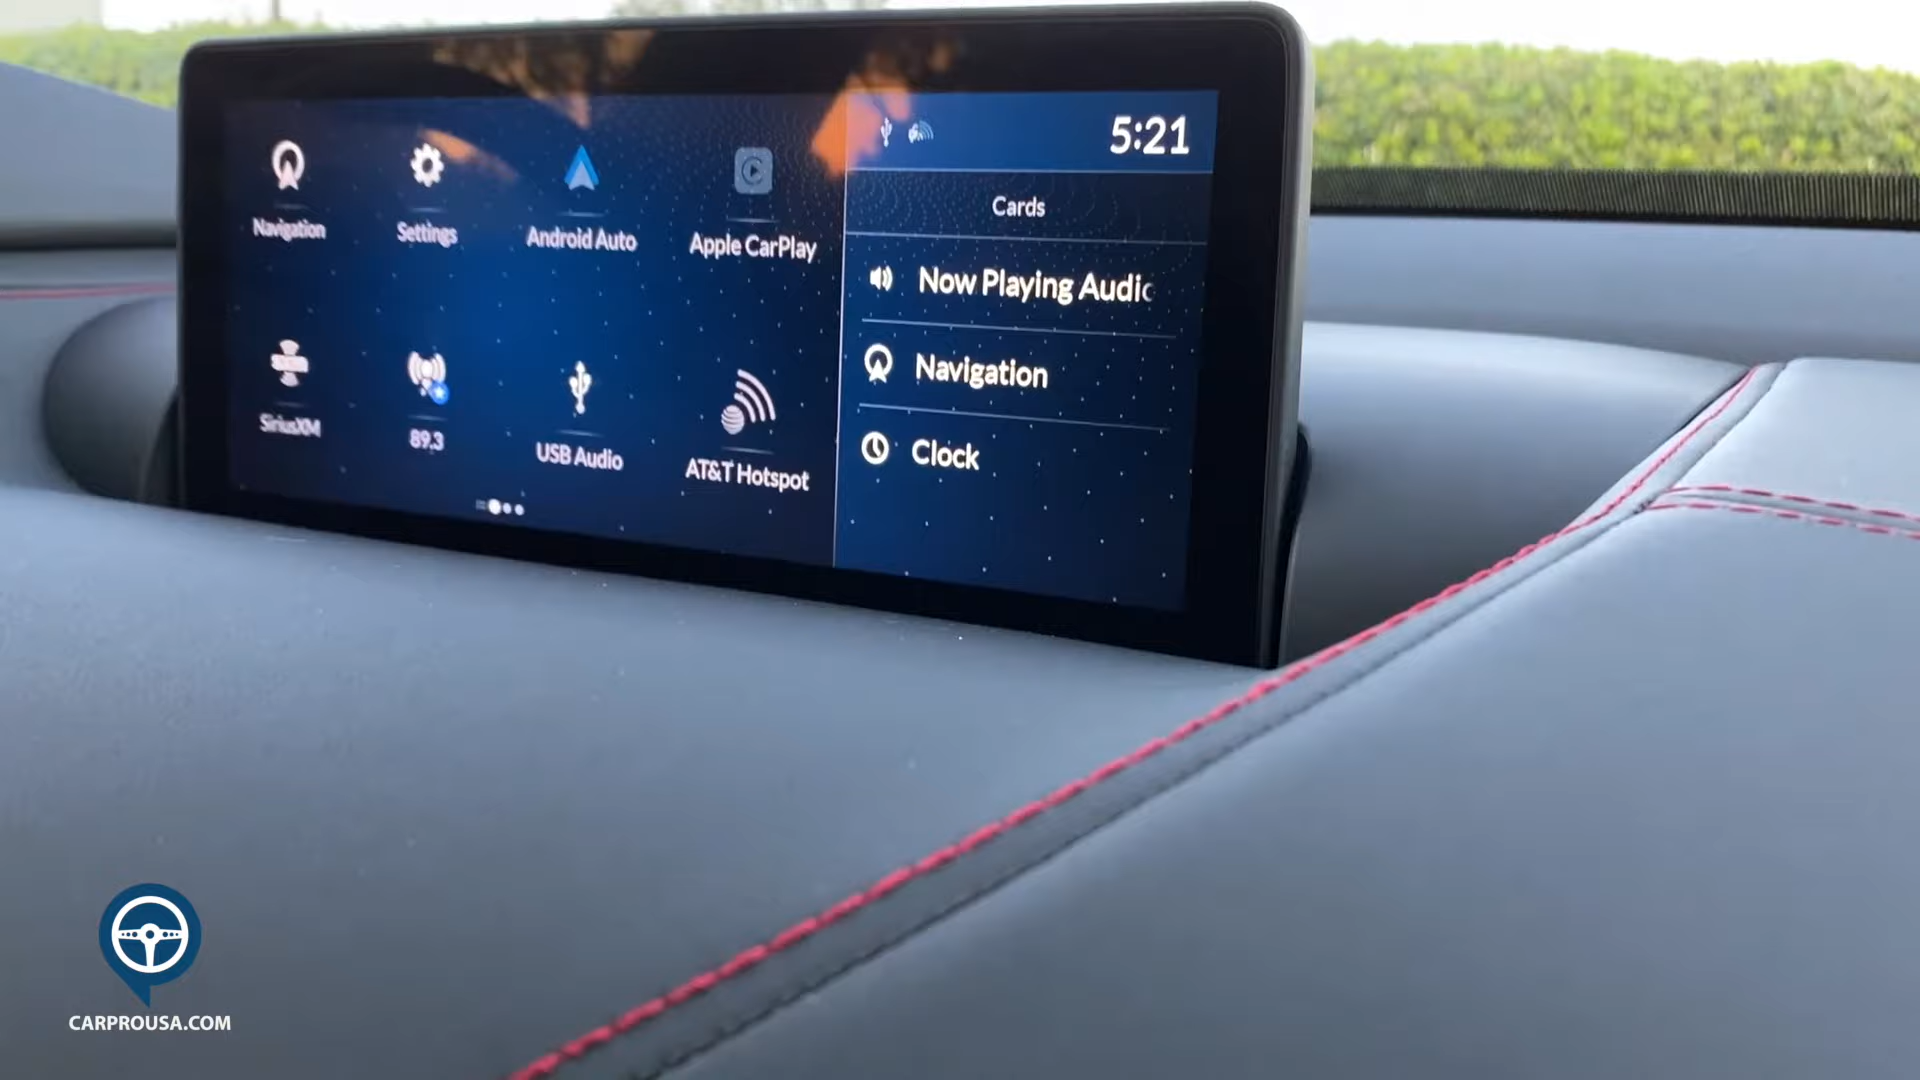 5:21
Navigation
Settings
Android Auto
Apple CarPlay
SiriusXM
89.3
USB Audio
AT&T Hotspot
Cards
Now Playing Audio
Navigation
Clock
CARPROUSA.COM